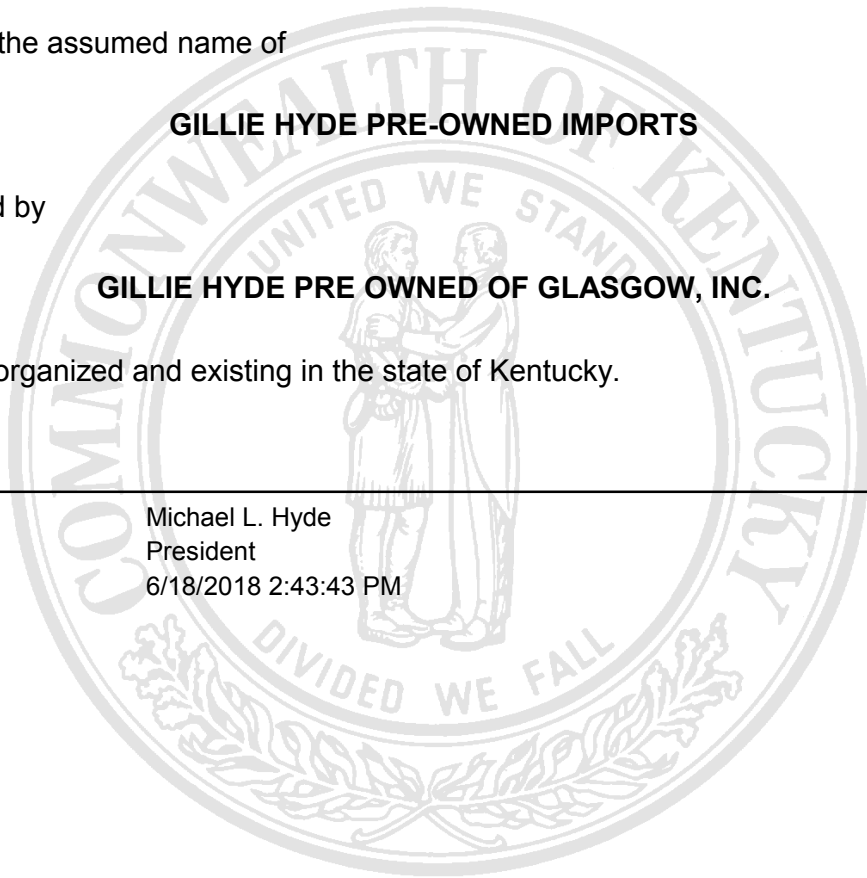 the assumed name of
GILLIE HYDE PRE-OWNED IMPORTS
d by
GILLIE HYDE PRE OWNED OF GLASGOW, INC.
organized and existing in the state of Kentucky.
Michael L. Hyde
President
6/18/2018 2:43:43 PM
COMMONWEALTH OF KENTUCKY
UNITED WE STAND
DIVIDED WE FALL